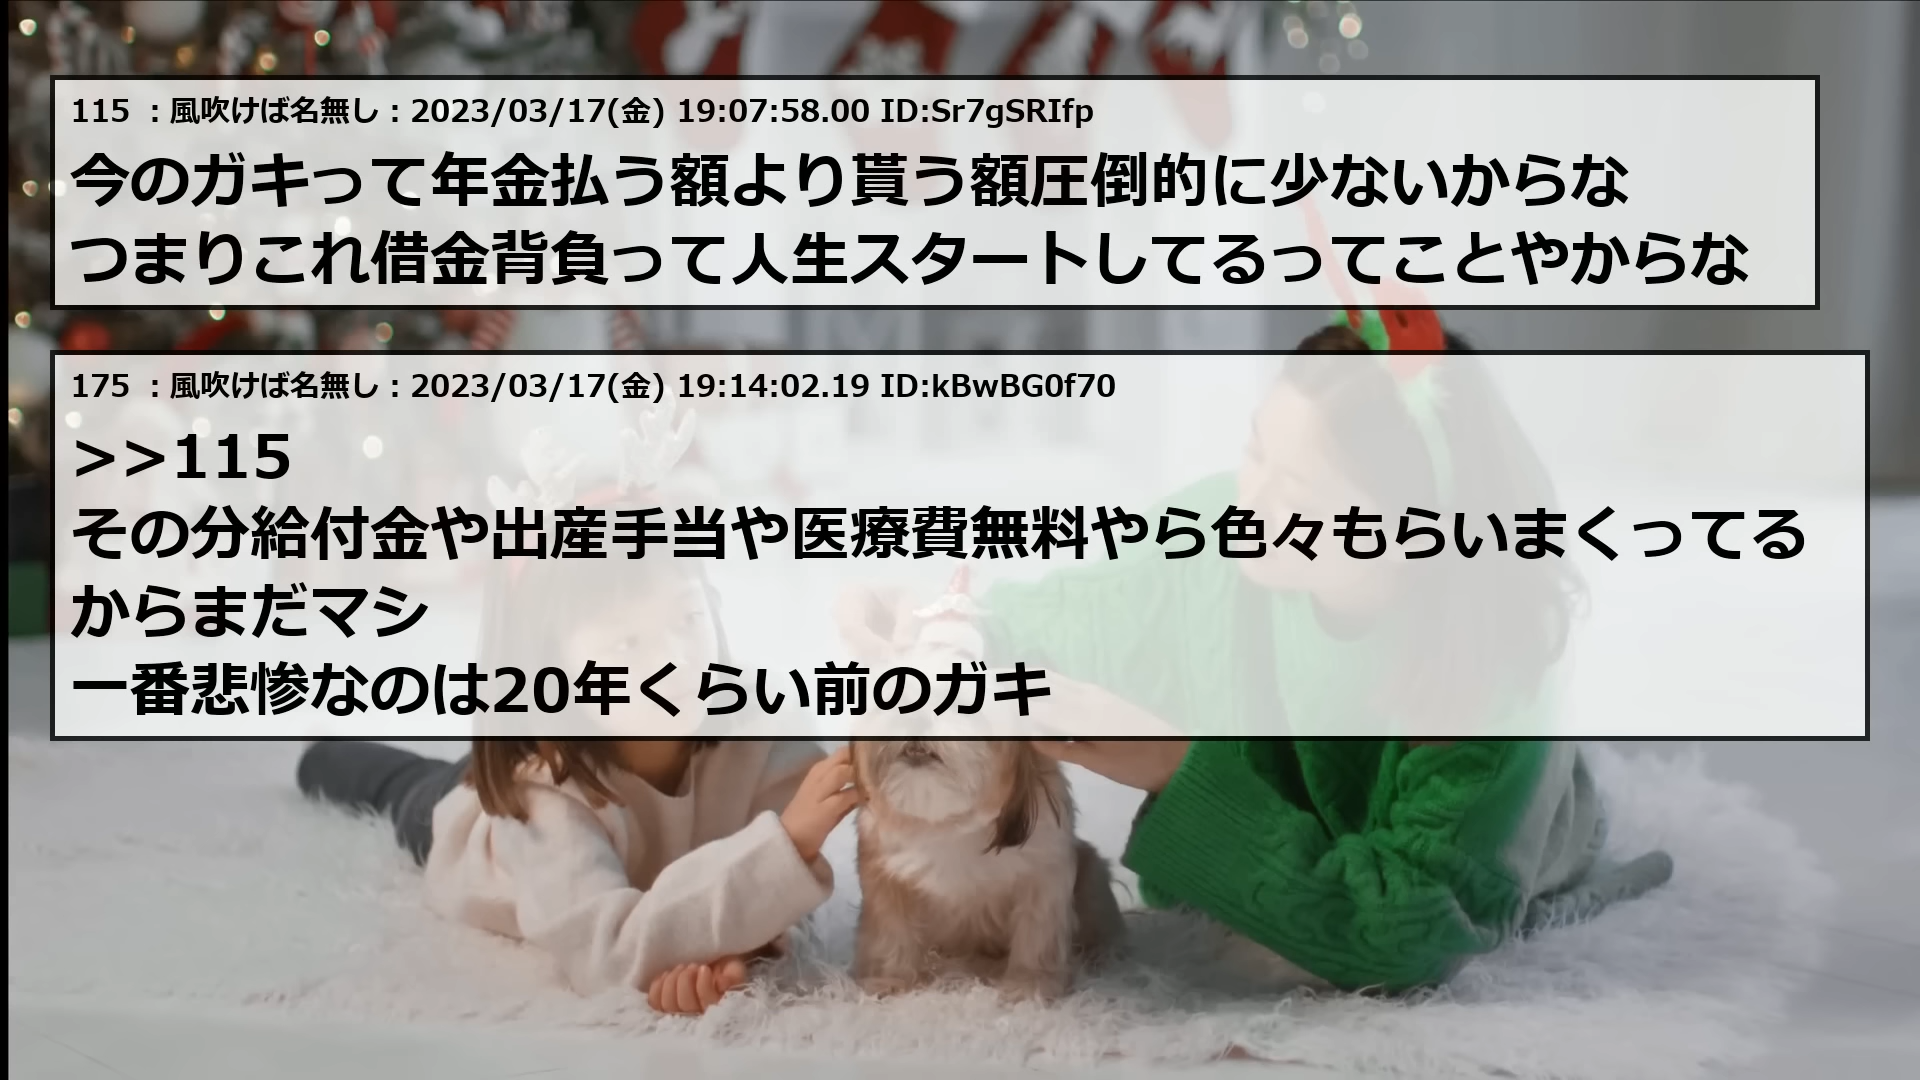 115 ：風吹けば名無し：2023/03/17(金) 19:07:58.00 ID:Sr7gSRIfp
今のガキって年金払う額より貰う額圧倒的に少ないからな
つまりこれ借金背負って人生スタートしてるってことやからな
175 ：風吹けば名無し：2023/03/17(金) 19:14:02.19 ID:kBwBG0f70
>>115
その分給付金や出産手当や医療費無料やら色々もらいまくってる
からまだマシ
一番悲惨なのは20年くらい前のガキ